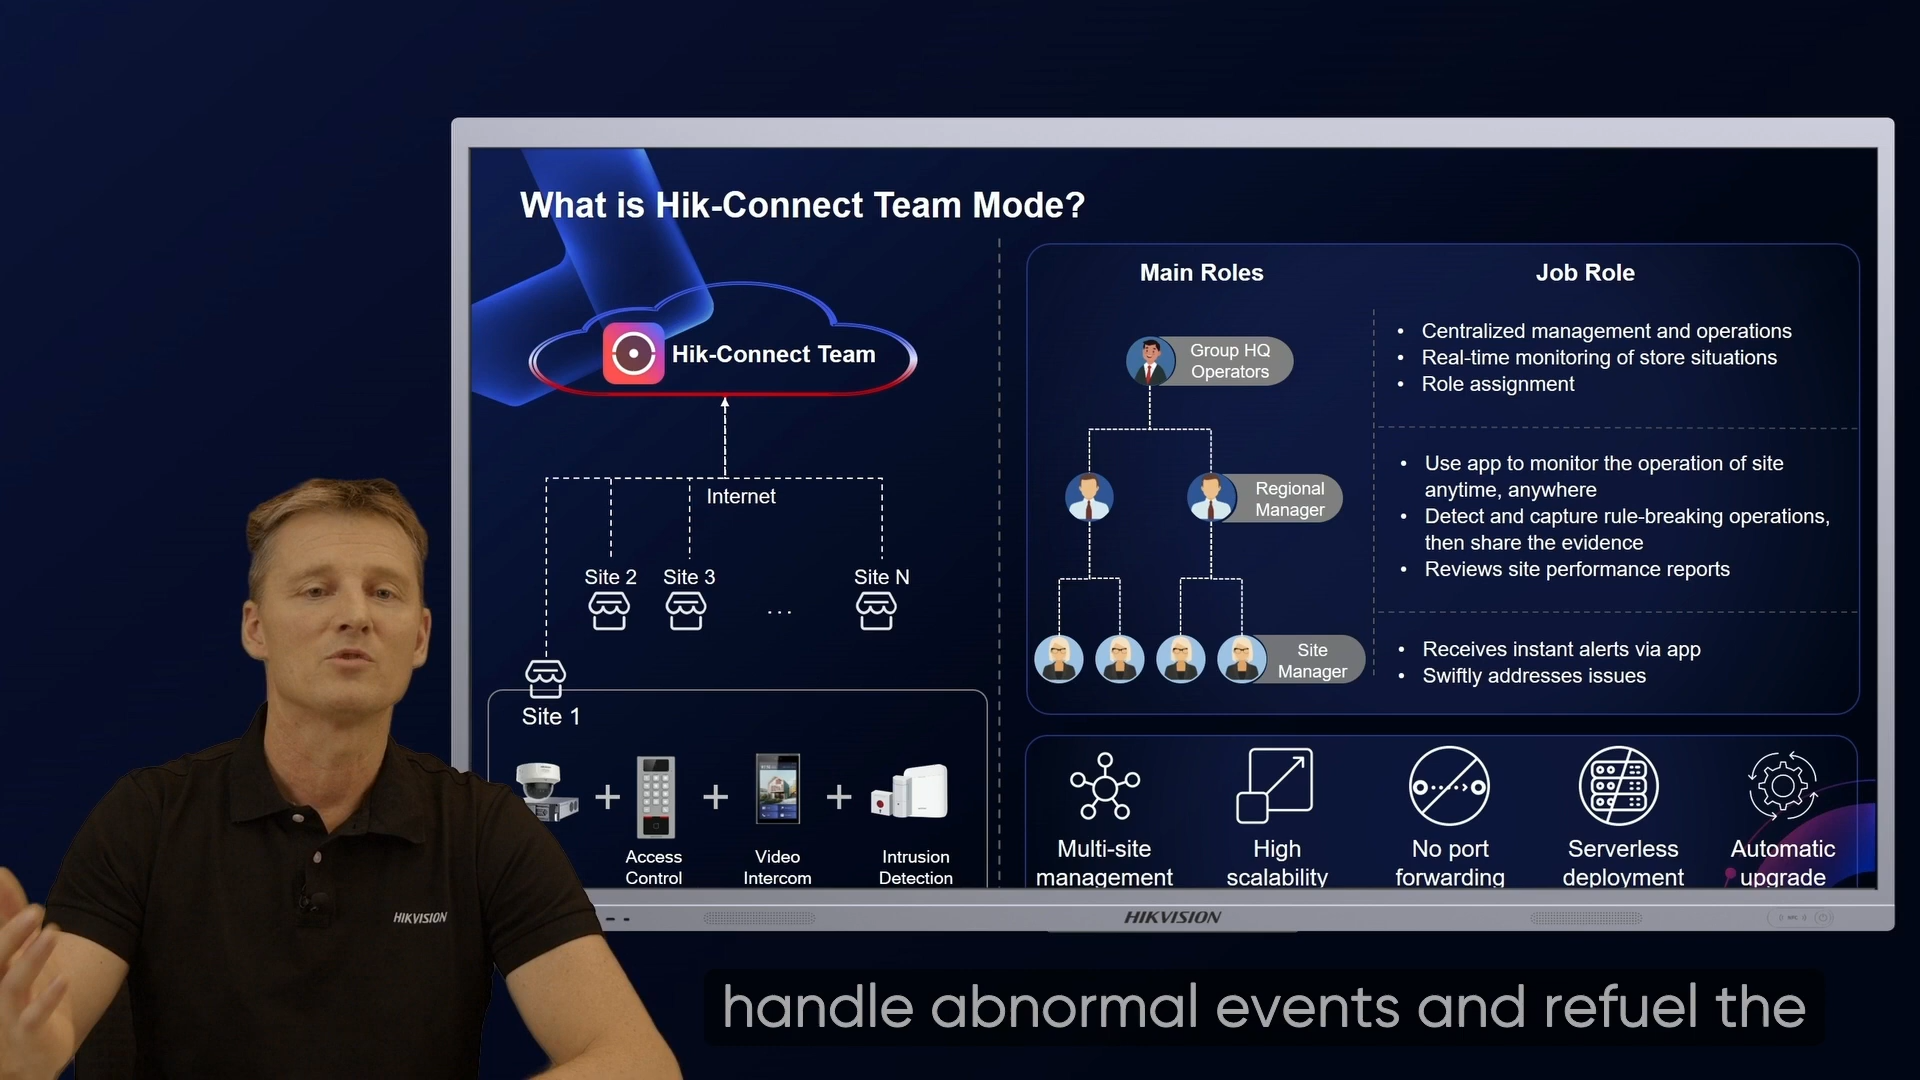 What is Hik-Connect Team Mode?
Hik-Connect Team
Internet
Site 2
Site 3
...
Site N
Site 1
Access
Control
Video
Intercom
Intrusion
Detection
Main Roles
Job Role
Group HQ
Operators
• Centralized management and operations
• Real-time monitoring of store situations
• Role assignment
Regional
Manager
• Use app to monitor the operation of site
anytime, anywhere
• Detect and capture rule-breaking operations,
then share the evidence
• Reviews site performance reports
Site
Manager
• Receives instant alerts via app
• Swiftly addresses issues
Multi-site
management
High
scalability
No port
forwarding
Serverless
deployment
Automatic
upgrade
HIKVISION
HIKVISION
handle abnormal events and refuel the